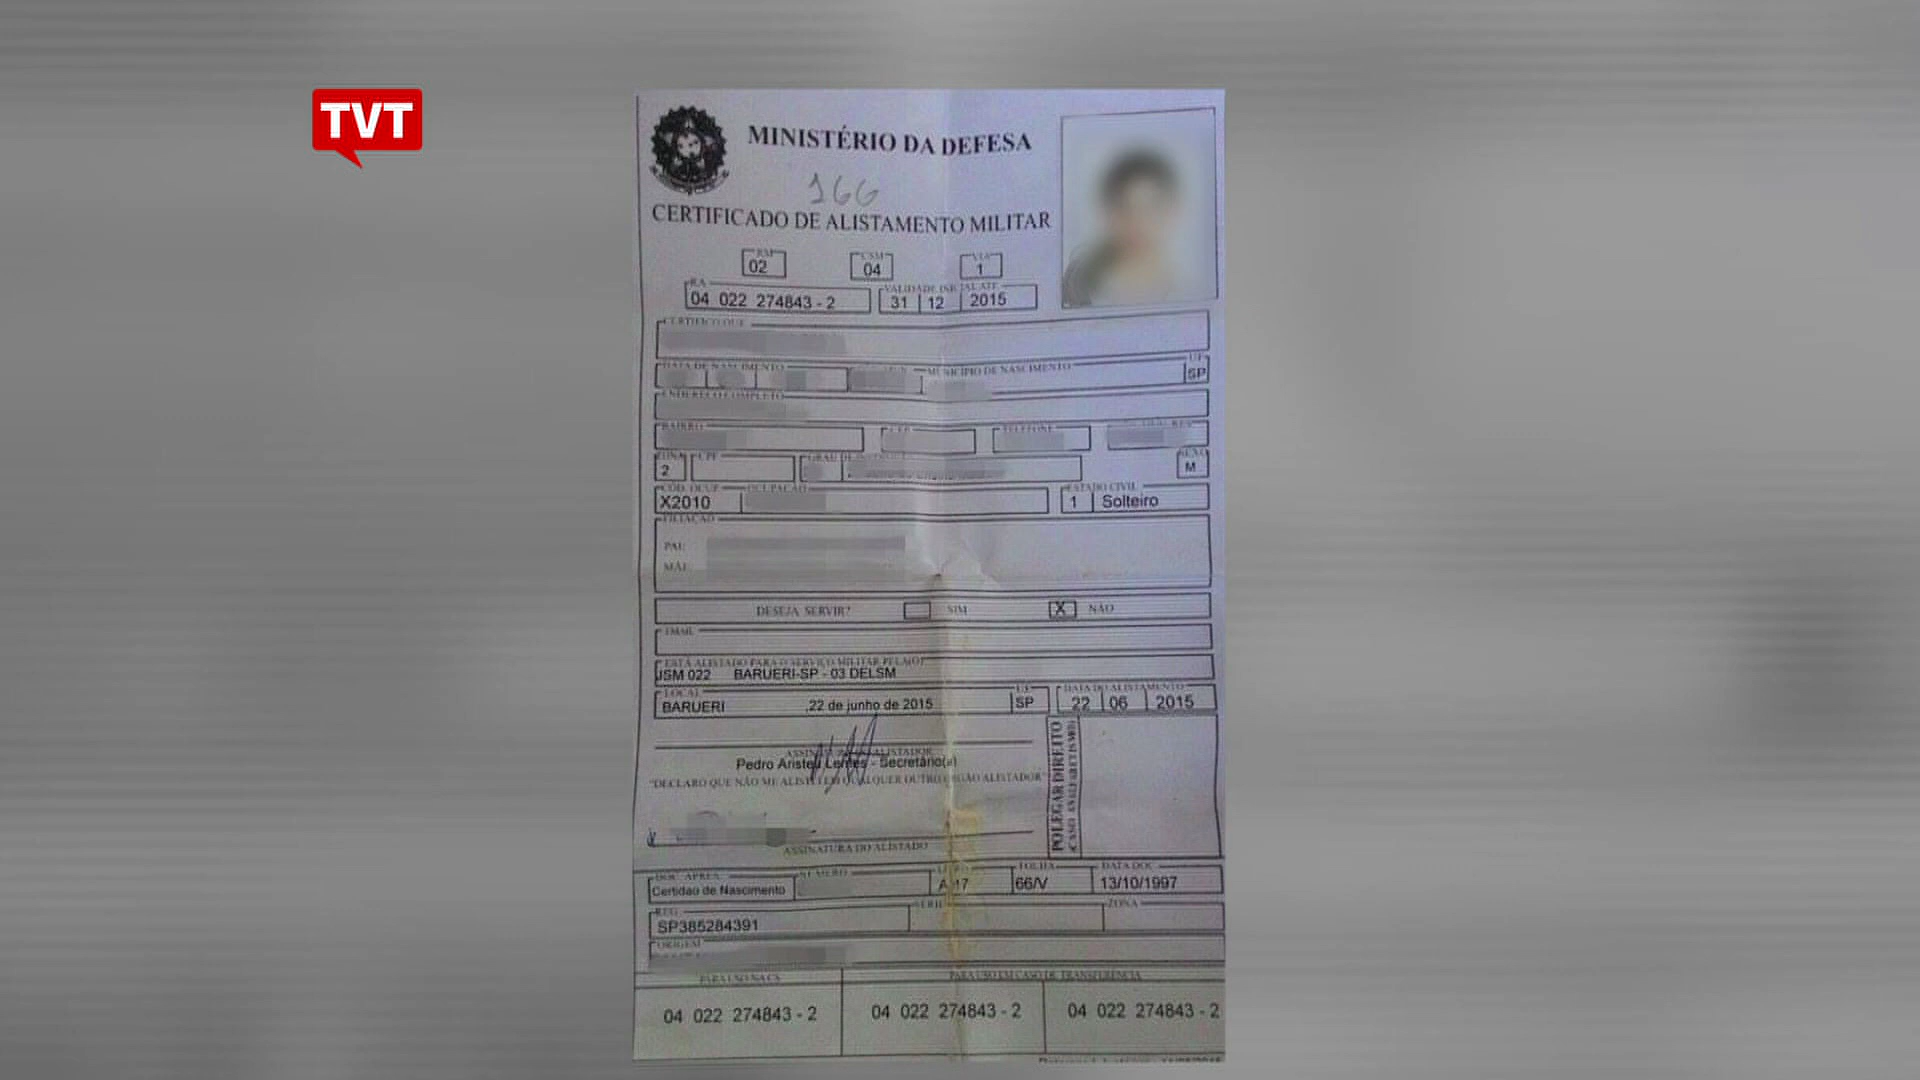 TVT
MINISTÉRIO DA DEFESA
166
CERTIFICADO DE ALISTAMENTO MILITAR
RM CSM VIA
02 04 1
RA VALIDADE INICIAL ATÉ
04 022 274843 - 2 31 12 2015
CERTIFICO QUE
DATA DE NASCIMENTO MUNICÍPIO DE NASCIMENTO UF
SP
ENDEREÇO COMPLETO
BAIRRO CEP TELEFONE
ZONA CPF GRAU DE SEXO
2 M
CÓD. OCUP OCUPAÇÃO ESTADO CIVIL
X2010 1 Solteiro
FILIAÇÃO
PAI:
MÃE:
DESEJA SERVIR? SIM X NÃO
EMAIL
ESTÁ ALISTADO PARA O SERVIÇO MILITAR PELA(O)?
JSM 022 BARUERI-SP - 03 DELSM
LOCAL UF DATA DO ALISTAMENTO
BARUERI ,22 de junho de 2015 SP 22 06 2015
ASSINATURA DO ALISTADOR
Pedro Aristeu Lemes - Secretário(a)
"DECLARO QUE NÃO ME ALISTEI EM QUALQUER OUTRO ÓRGÃO ALISTADOR"
POLEGAR DIREITO
ASSINATURA DO ALISTADO
DOC APRES. NÚMERO LIVRO FOLHA DATA DOC
Certidao de Nascimento A 17 66/V 13/10/1997
REG SÉRIE ZONA
SP385284391
ORIGEM
PARA USO NA CS PARA USO EM CASO DE TRANSFERÊNCIA
04 022 274843 - 2 04 022 274843 - 2 04 022 274843 - 2